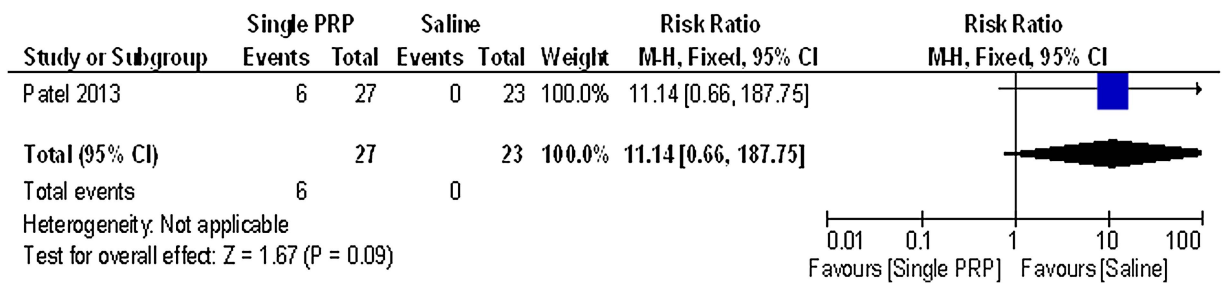 Single PRP Saline Risk Ratio Risk Ratio
Study or Subgroup Events Total Events Total Weight M-H, Fixed, 95% CI M-H, Fixed, 95% CI
Patel 2013 6 27 0 23 100.0% 11.14 [0.66, 187.75]
Total (95% CI) 27 23 100.0% 11.14 [0.66, 187.75]
Total events 6 0
Heterogeneity: Not applicable
Test for overall effect: Z = 1.67 (P = 0.09)
0.01 0.1 1 10 100
Favours [Single PRP] Favours [Saline]